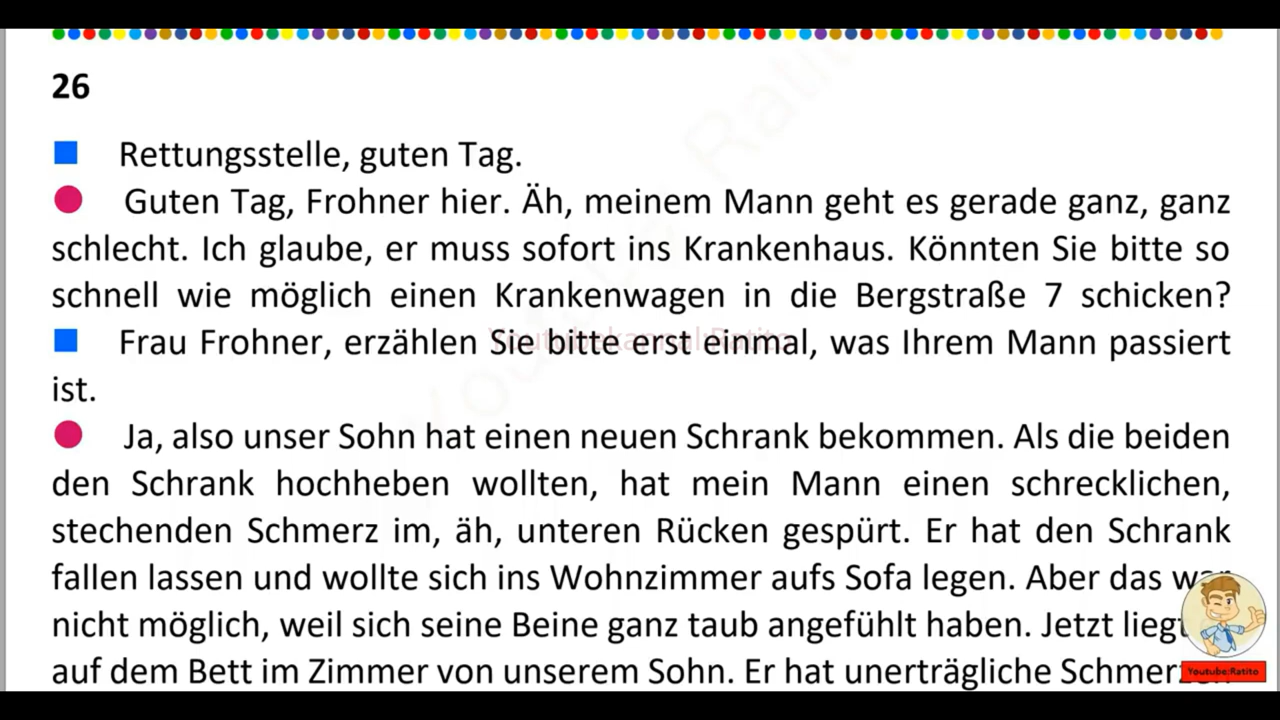 26
Rettungsstelle, guten Tag.
Guten Tag, Frohner hier. Äh, meinem Mann geht es gerade ganz, ganz
schlecht. Ich glaube, er muss sofort ins Krankenhaus. Könnten Sie bitte so
schnell wie möglich einen Krankenwagen in die Bergstraße 7 schicken?
Frau Frohner, erzählen Sie bitte erst einmal, was Ihrem Mann passiert
ist.
Ja, also unser Sohn hat einen neuen Schrank bekommen. Als die beiden
den Schrank hochheben wollten, hat mein Mann einen schrecklichen,
stechenden Schmerz im, äh, unteren Rücken gespürt. Er hat den Schrank
fallen lassen und wollte sich ins Wohnzimmer aufs Sofa legen. Aber das war
nicht möglich, weil sich seine Beine ganz taub angefühlt haben. Jetzt liegt
auf dem Bett im Zimmer von unserem Sohn. Er hat unerträgliche Schmerzen
Youtube:Ratito